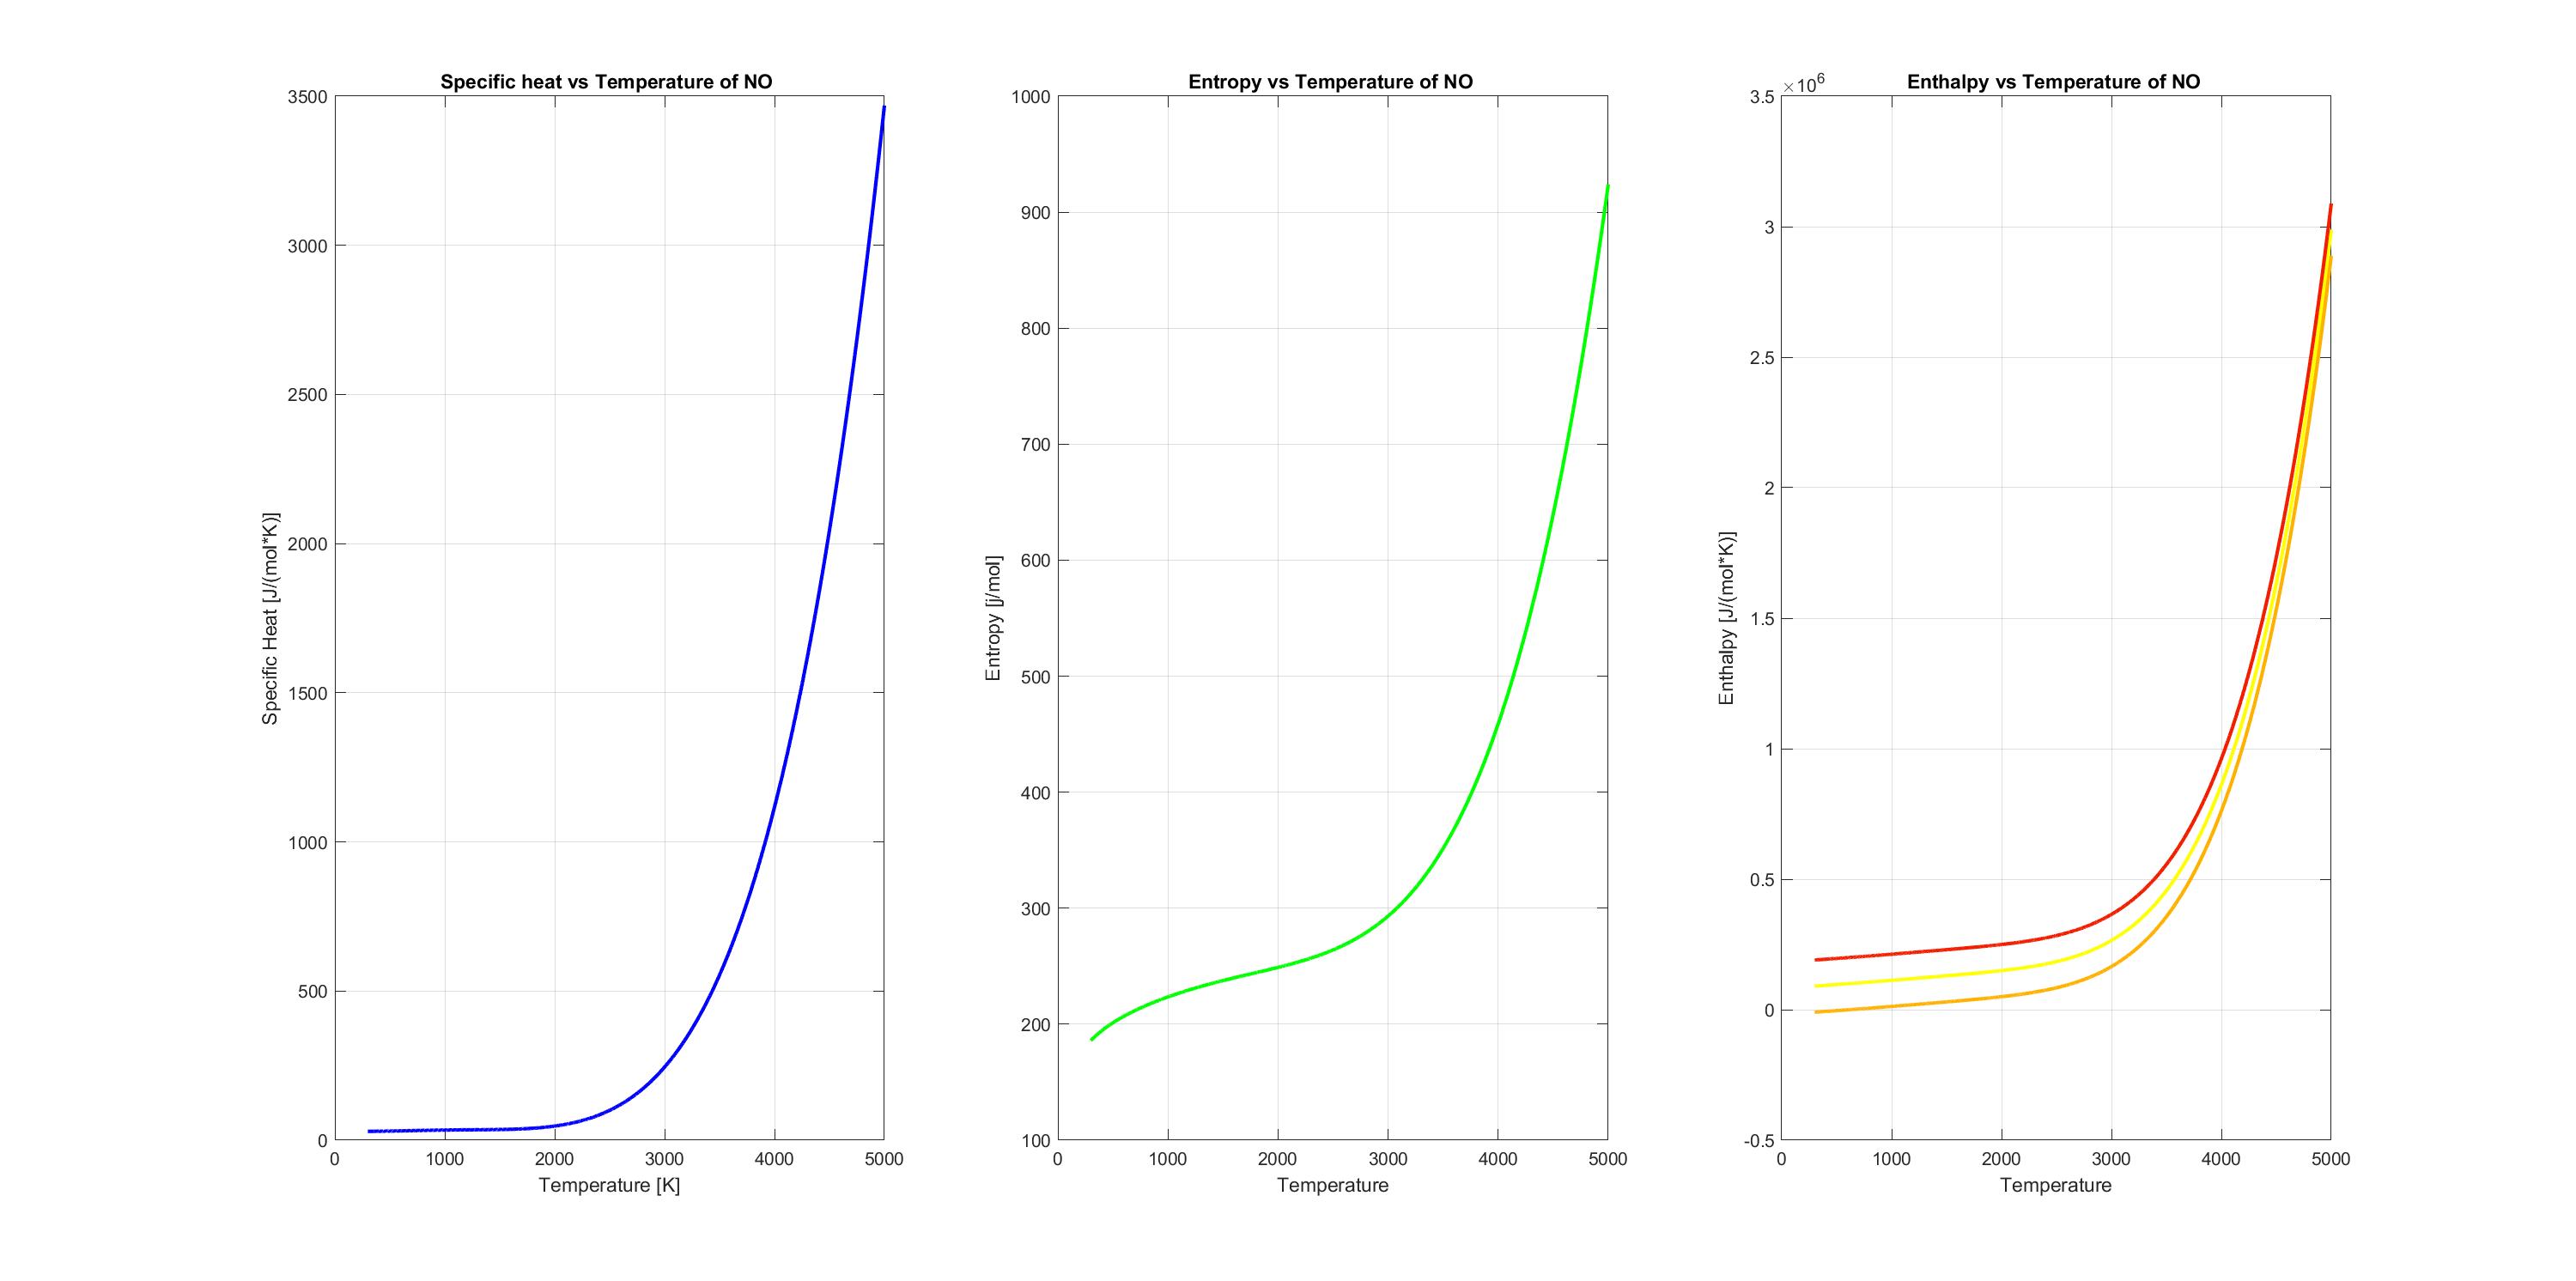 Specific heat vs Temperature of NO
3500
3000
2500
2000
1500
1000
500
0
Specific Heat [J/(mol*K)]
0 1000 2000 3000 4000 5000
Temperature [K]
Entropy vs Temperature of NO
1000
900
800
700
600
500
400
300
200
100
Entropy [j/mol]
0 1000 2000 3000 4000 5000
Temperature
Enthalpy vs Temperature of NO
×10⁶
3.5
3
2.5
2
1.5
1
0.5
0
-0.5
Enthalpy [J/(mol*K)]
0 1000 2000 3000 4000 5000
Temperature